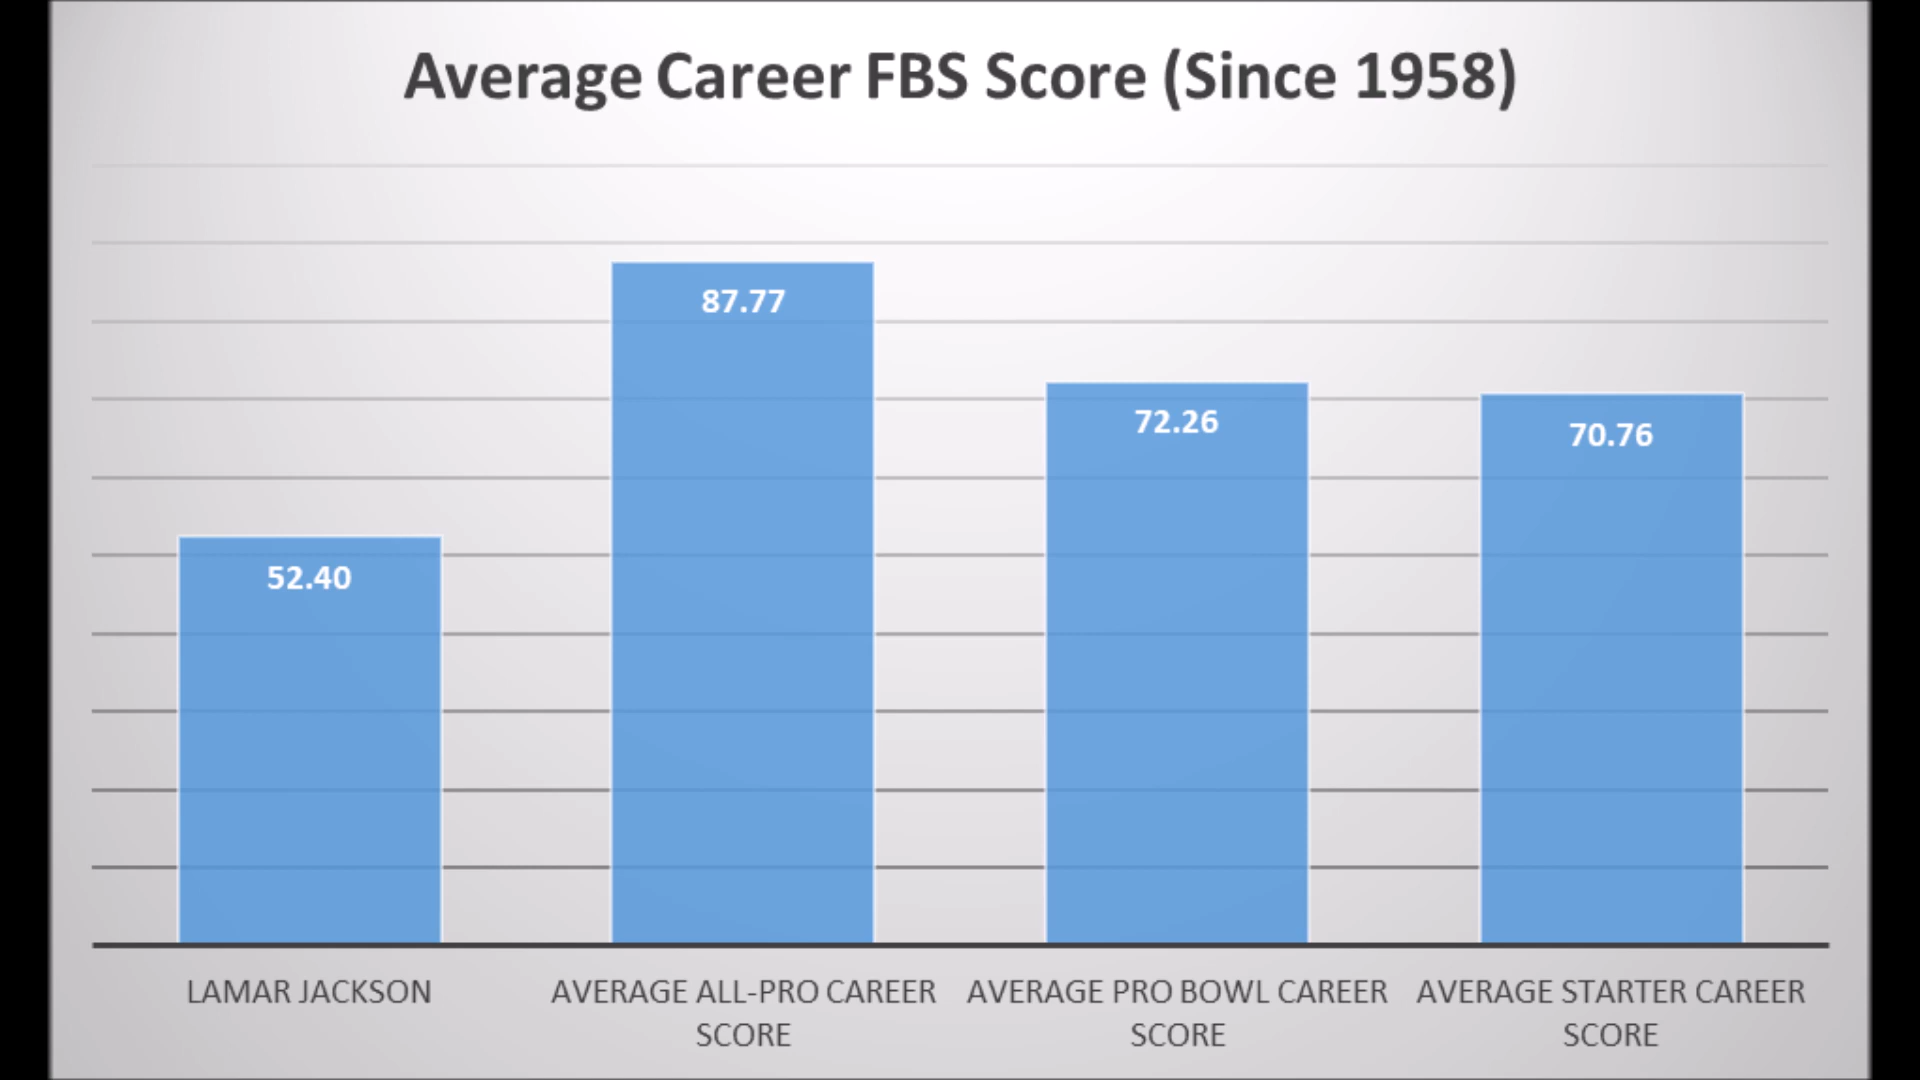 Average Career FBS Score (Since 1958)
87.77
72.26
70.76
52.40
LAMAR JACKSON
AVERAGE ALL-PRO CAREER
SCORE
AVERAGE PRO BOWL CAREER
SCORE
AVERAGE STARTER CAREER
SCORE